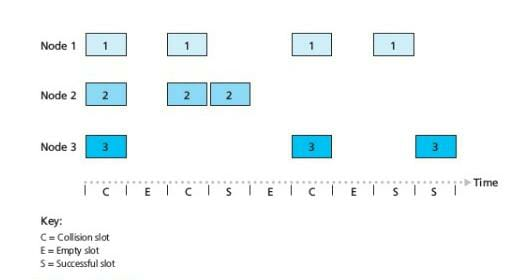 Node 1 1 1 1 1
Node 2 2 2 2
Node 3 3 3 3
Time
C E C S E C E S S
Key:
C = Collision slot
E = Empty slot
S = Successful slot